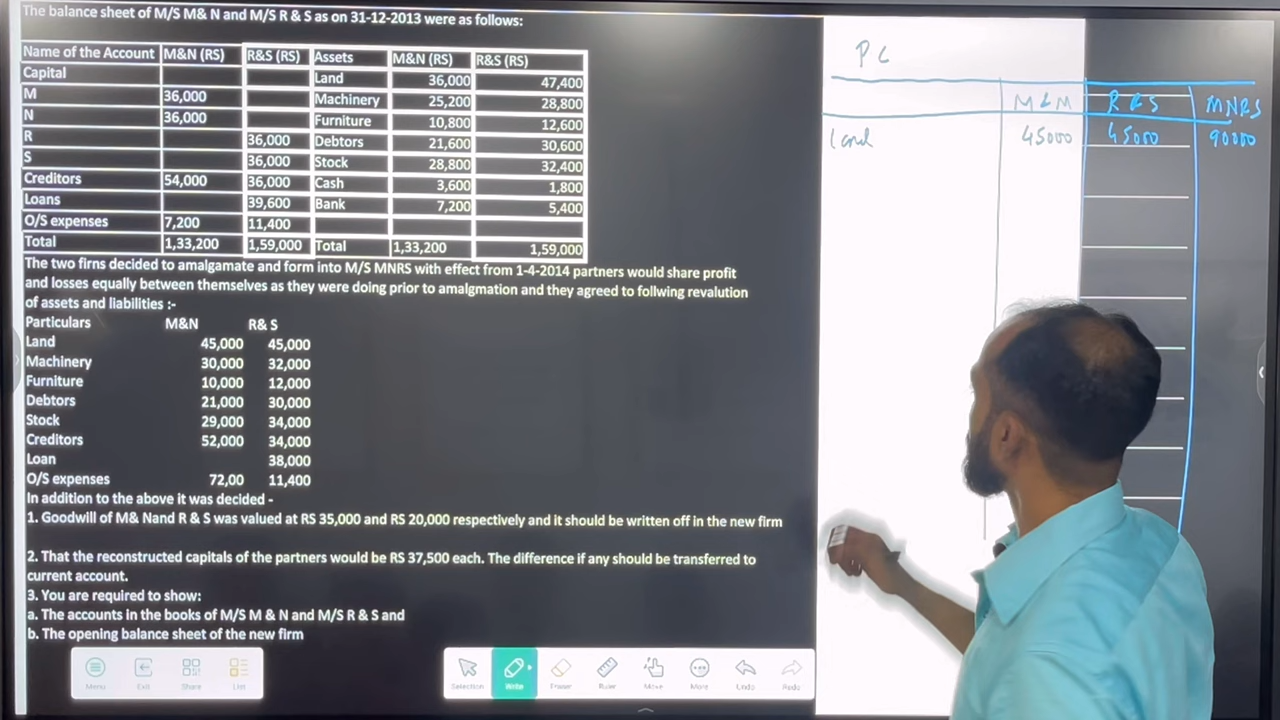 The balance sheet of M/S M& N and M/S R & S as on 31-12-2013 were as follows:
Name of the Account M&N (RS) R&S (RS) Assets M&N (RS) R&S (RS)
Capital Land 36,000 47,400
M 36,000 Machinery 25,200 28,800
N 36,000 Furniture 10,800 12,600
R 36,000 Debtors 21,600 30,600
S 36,000 Stock 28,800 32,400
Creditors 54,000 36,000 Cash 3,600 1,800
Loans 39,600 Bank 7,200 5,400
O/S expenses 7,200 11,400
Total 1,33,200 1,59,000 Total 1,33,200 1,59,000
The two firns decided to amalgamate and form into M/S MNRS with effect from 1-4-2014 partners would share profit
and losses equally between themselves as they were doing prior to amalgmation and they agreed to follwing revalution
of assets and liabilities :-
Particulars M&N R& S
Land 45,000 45,000
Machinery 30,000 32,000
Furniture 10,000 12,000
Debtors 21,000 30,000
Stock 29,000 34,000
Creditors 52,000 34,000
Loan 38,000
O/S expenses 72,00 11,400
In addition to the above it was decided -
1. Goodwill of M& Nand R & S was valued at RS 35,000 and RS 20,000 respectively and it should be written off in the new firm
2. That the reconstructed capitals of the partners would be RS 37,500 each. The difference if any should be transferred to
current account.
3. You are required to show:
a. The accounts in the books of M/S M & N and M/S R & S and
b. The opening balance sheet of the new firm
Menu Exit Share List Selection Write Eraser Ruler Move More Undo Redo
PC
M & M R & S MNRS
land 45000 45000 90000